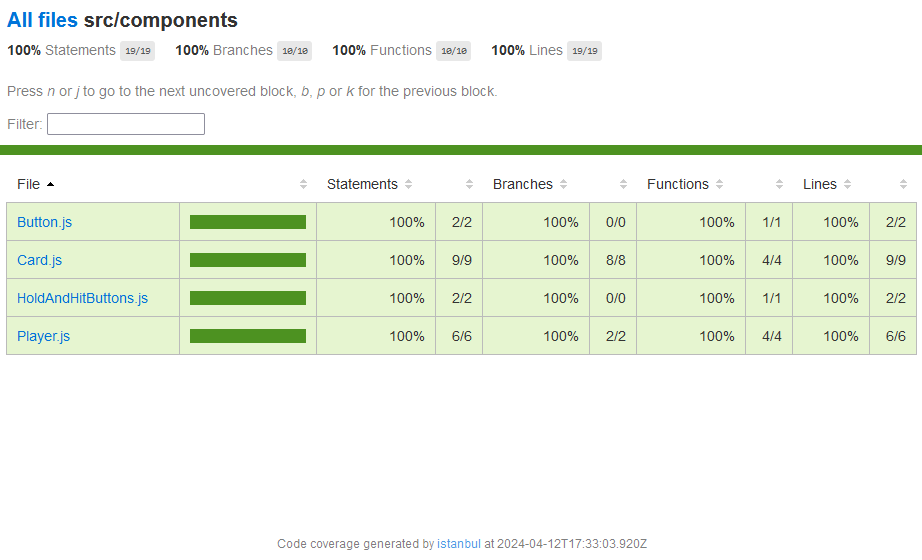 All files src/components
100% Statements 19/19 100% Branches 10/10 100% Functions 10/10 100% Lines 19/19
Press n or j to go to the next uncovered block, b, p or k for the previous block.
Filter:
File Statements Branches Functions Lines
Button.js 100% 2/2 100% 0/0 100% 1/1 100% 2/2
Card.js 100% 9/9 100% 8/8 100% 4/4 100% 9/9
HoldAndHitButtons.js 100% 2/2 100% 0/0 100% 1/1 100% 2/2
Player.js 100% 6/6 100% 2/2 100% 4/4 100% 6/6
Code coverage generated by istanbul at 2024-04-12T17:33:03.920Z